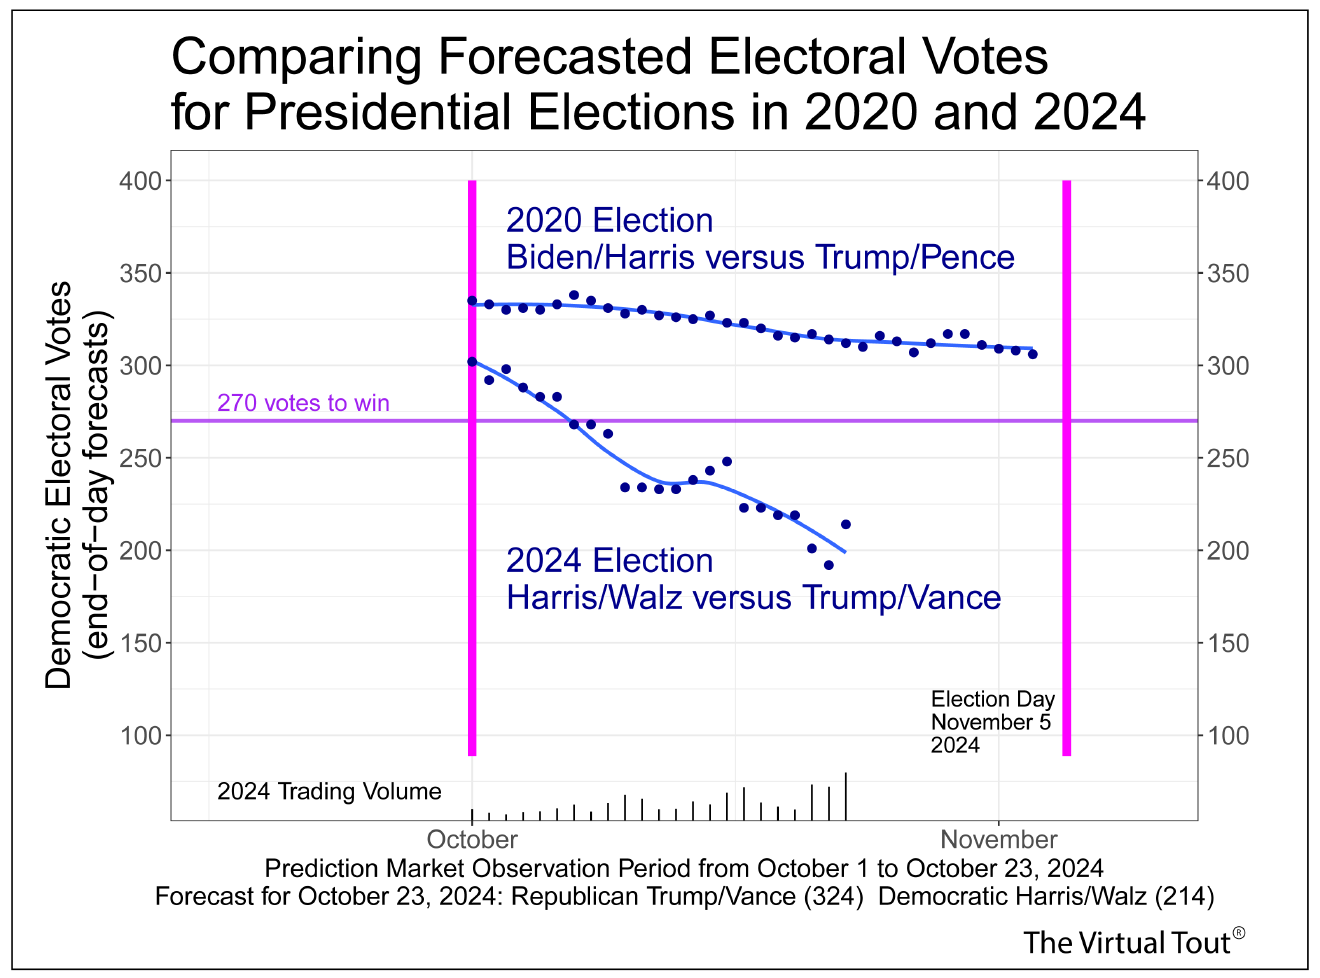 Comparing Forecasted Electoral Votes
for Presidential Elections in 2020 and 2024
Democratic Electoral Votes
(end−of−day forecasts)
400
350
300
250
200
150
100
400
350
300
250
200
150
100
2020 Election
Biden/Harris versus Trump/Pence
270 votes to win
2024 Election
Harris/Walz versus Trump/Vance
Election Day
November 5
2024
2024 Trading Volume
October
November
Prediction Market Observation Period from October 1 to October 23, 2024
Forecast for October 23, 2024: Republican Trump/Vance (324)  Democratic Harris/Walz (214)
The Virtual Tout®